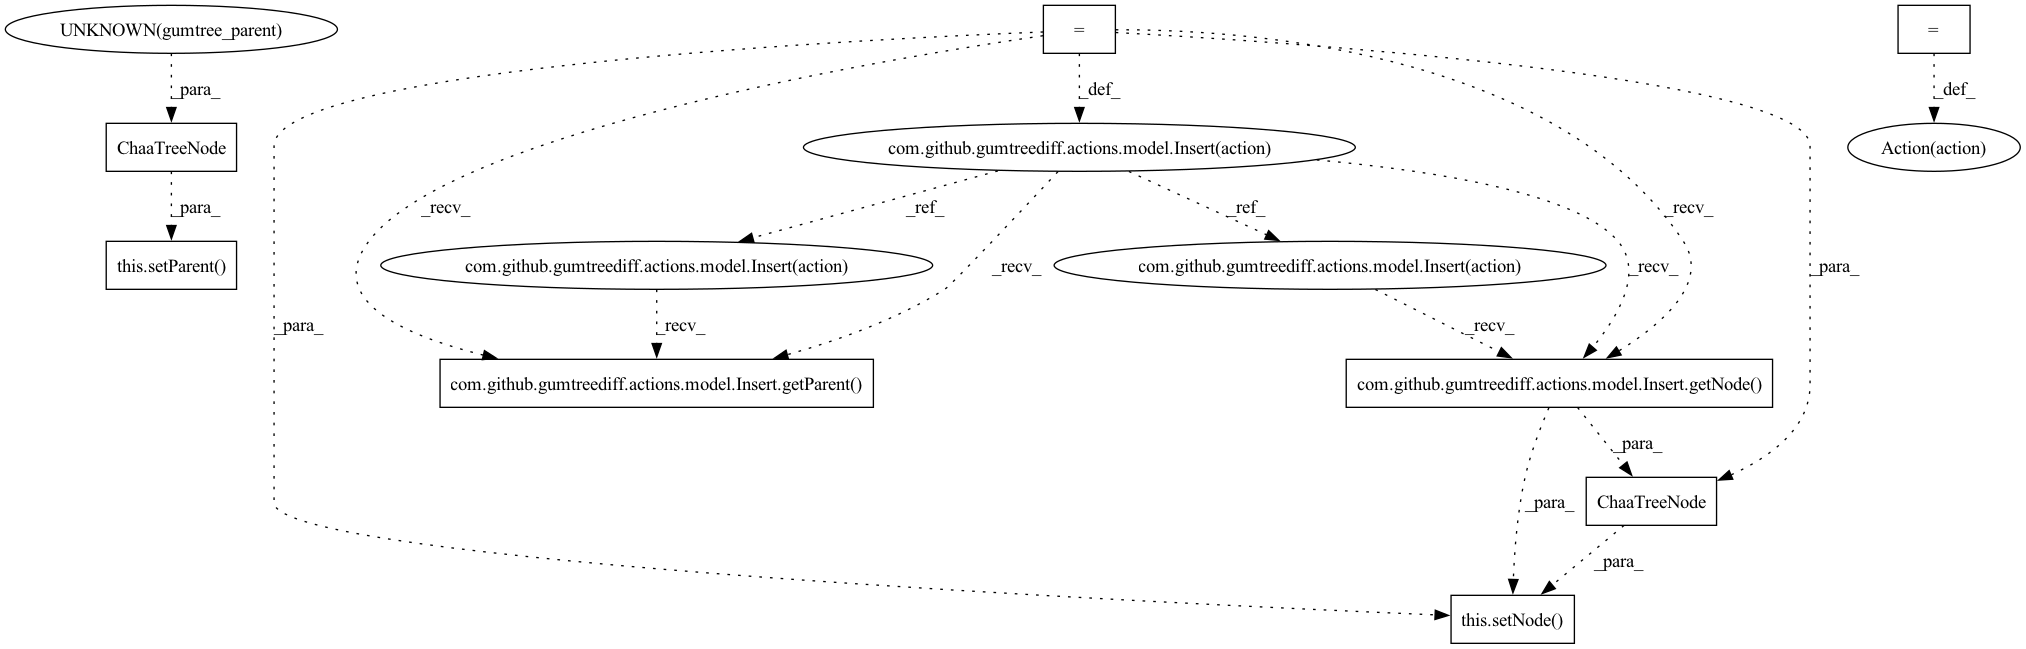 UNKNOWN(gumtree_parent)
=
=
_para_
_def_
_def_
ChaaTreeNode
com.github.gumtreediff.actions.model.Insert(action)
Action(action)
_para_
_recv_
_ref_
_ref_
_recv_
this.setParent()
com.github.gumtreediff.actions.model.Insert(action)
_recv_
com.github.gumtreediff.actions.model.Insert(action)
_recv_
_para_
_para_
_recv_
_recv_
com.github.gumtreediff.actions.model.Insert.getParent()
com.github.gumtreediff.actions.model.Insert.getNode()
_para_
_para_
ChaaTreeNode
_para_
this.setNode()